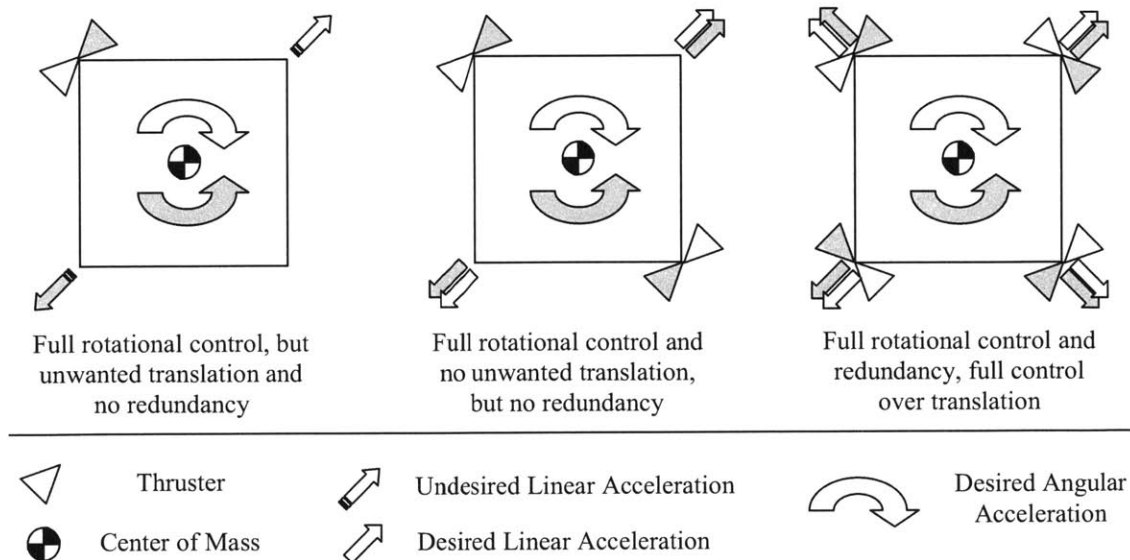 Full rotational control, but
unwanted translation and
no redundancy
Full rotational control and
no unwanted translation,
but no redundancy
Full rotational control and
redundancy, full control
over translation
Thruster
Undesired Linear Acceleration
Desired Angular
Acceleration
Center of Mass
Desired Linear Acceleration